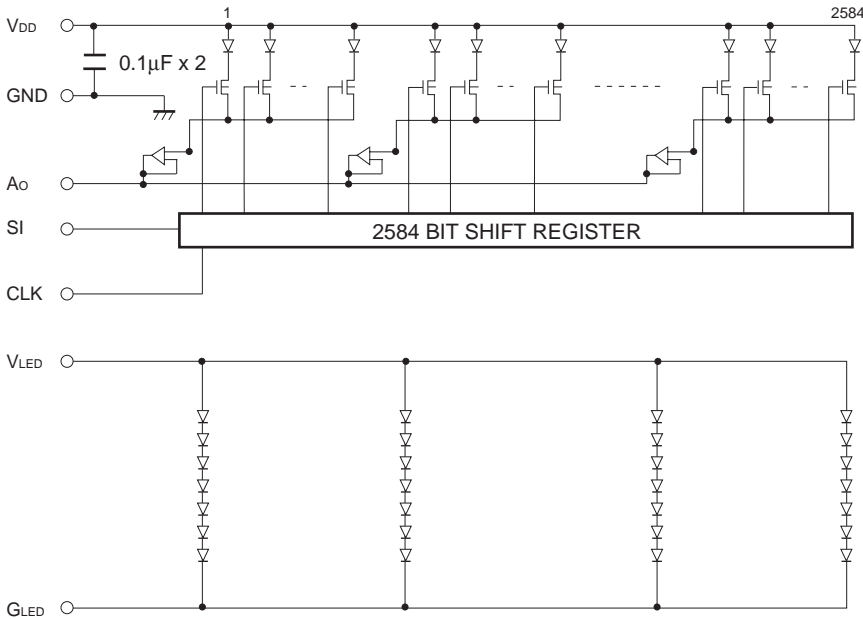 1 2584
VDD
0.1µF x 2
GND
AO
SI
2584 BIT SHIFT REGISTER
CLK
VLED
GLED